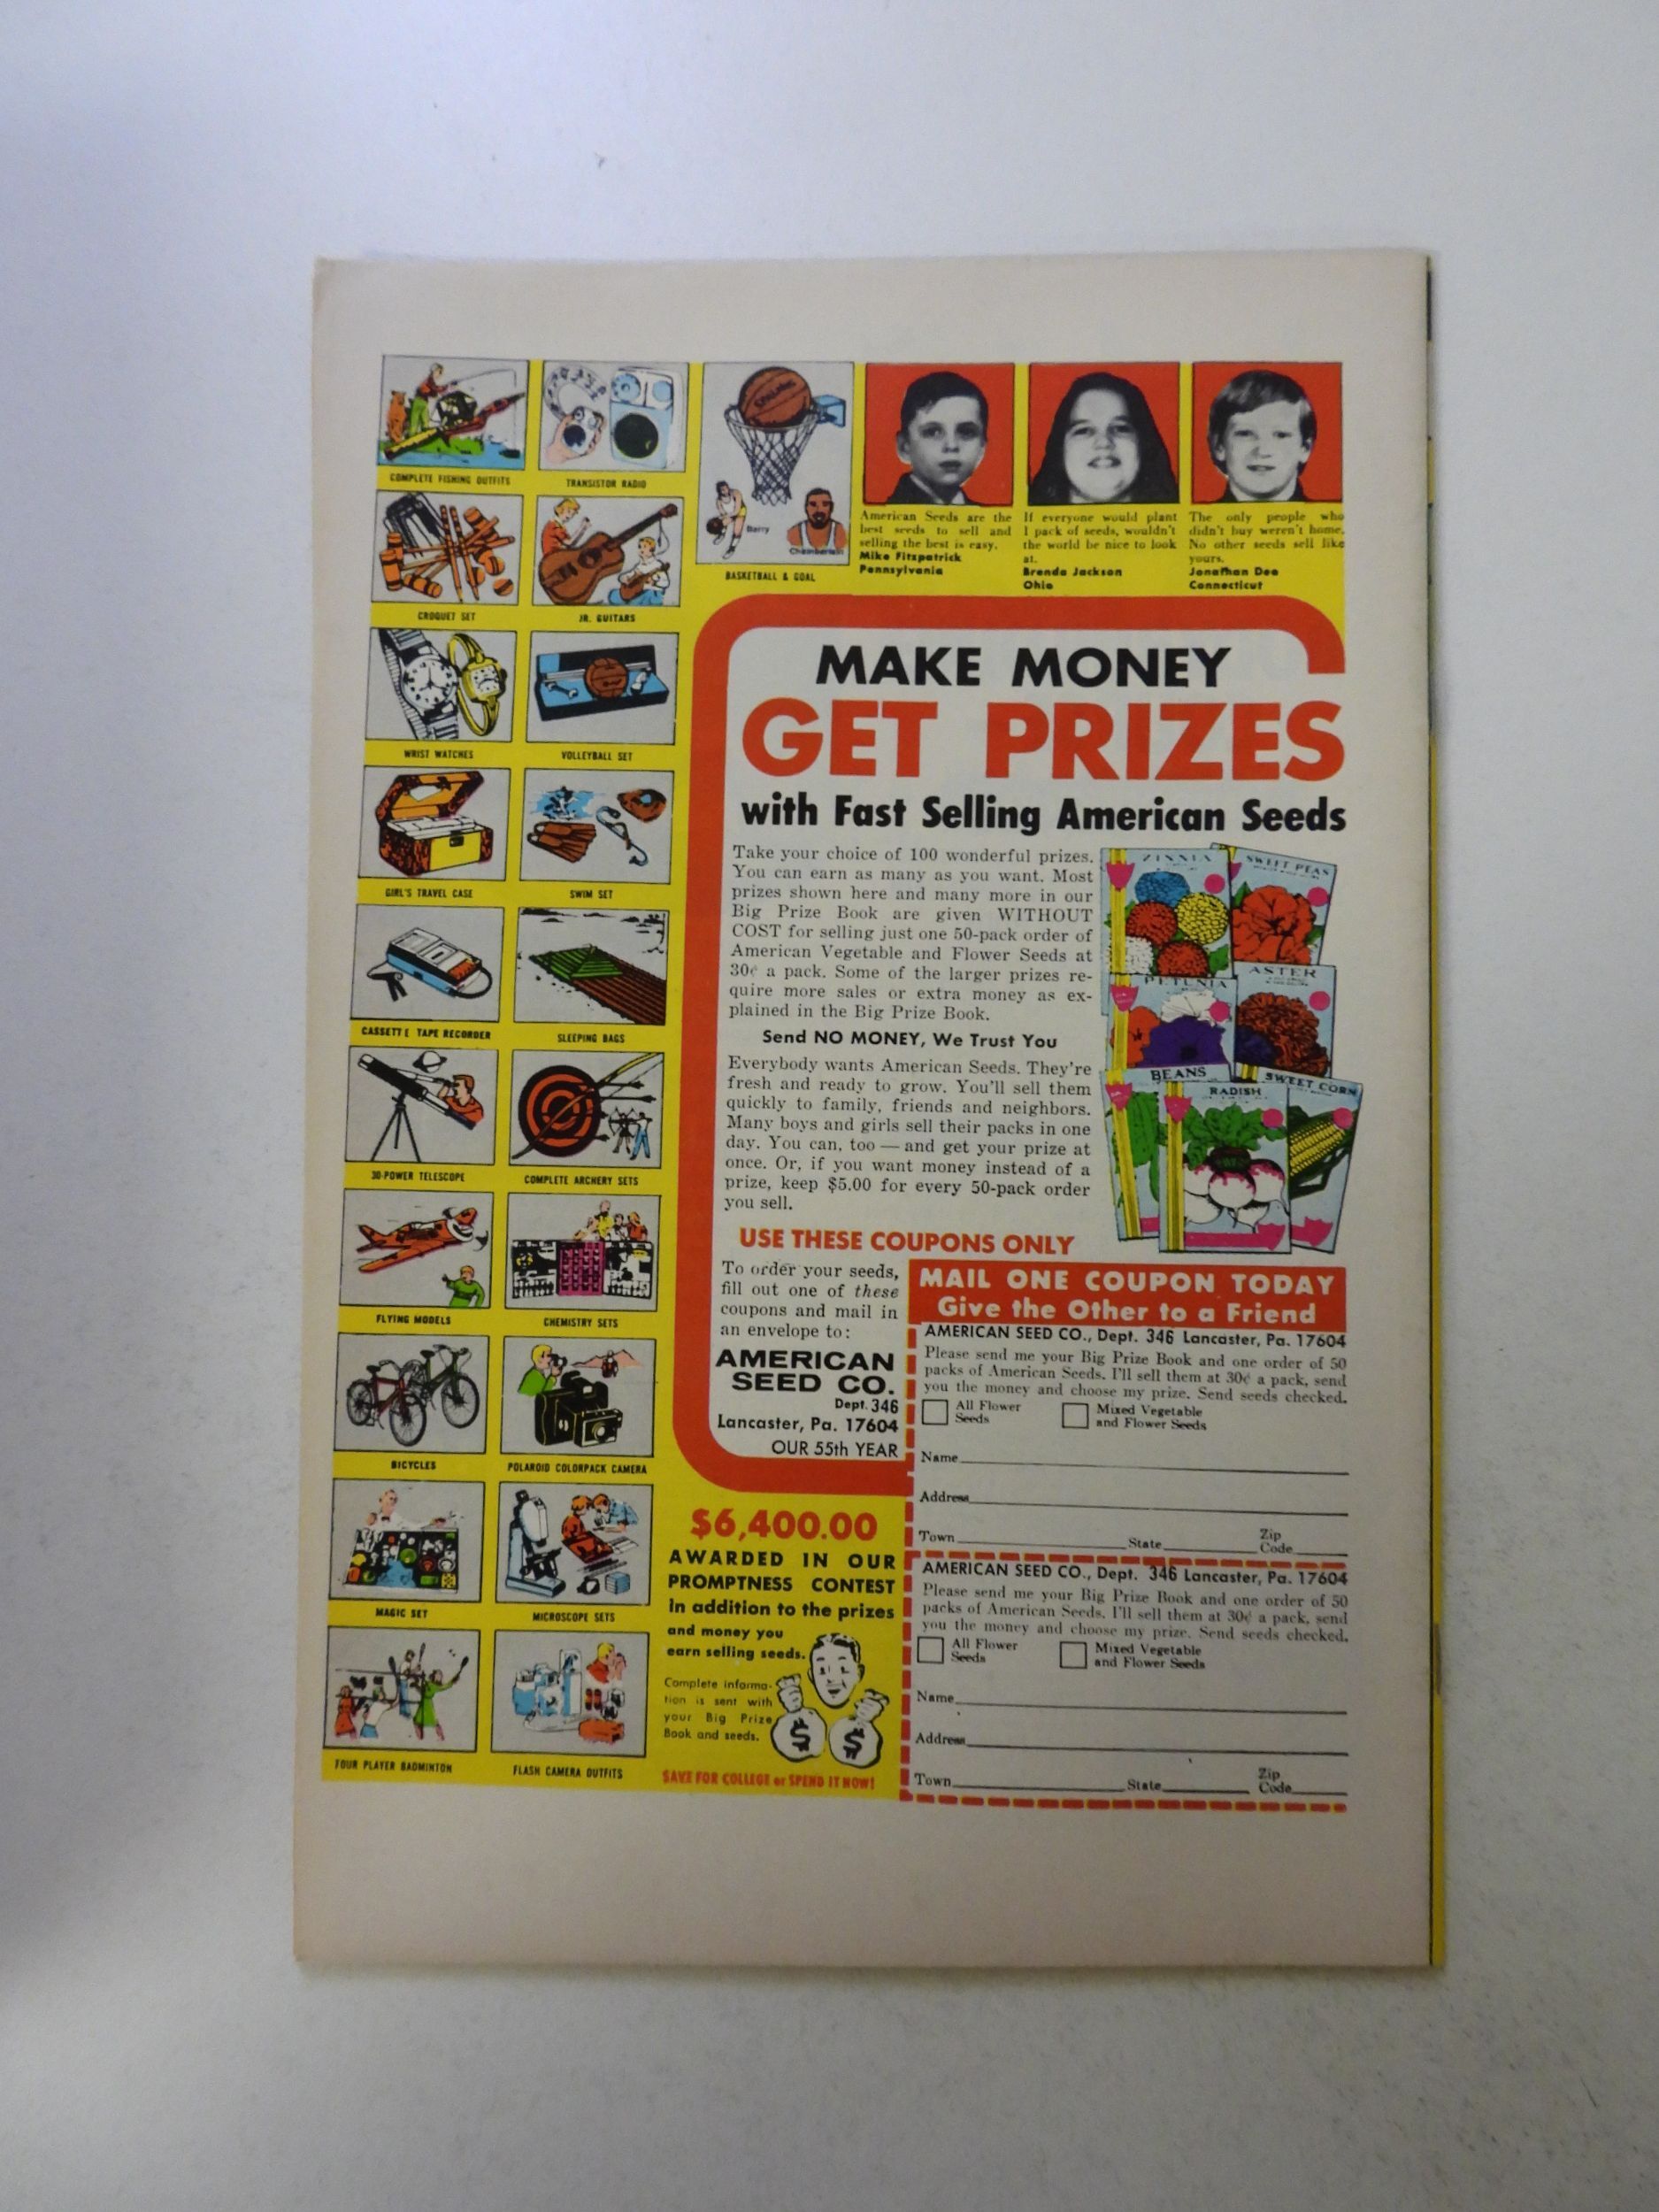 COMPLETE FISHING OUTFITS
TRANSISTOR RADIO
SPALDING
Barry
Chamberlain
BASKETBALL & GOAL
American Seeds are the
best seeds to sell and
selling the best is easy.
Mike Fitzpatrick
Pennsylvania
If everyone would plant
1 pack of seeds, wouldn't
the world be nice to look
at.
Brenda Jackson
Ohio
The only people who
didn't buy weren't home.
No other seeds sell like
yours.
Jonathan Dee
Connecticut
CROQUET SET
JR. GUITARS
WRIST WATCHES
VOLLEYBALL SET
GIRL'S TRAVEL CASE
SWIM SET
CASSETTE TAPE RECORDER
SLEEPING BAGS
30-POWER TELESCOPE
COMPLETE ARCHERY SETS
FLYING MODELS
CHEMISTRY SETS
BICYCLES
POLAROID COLORPACK CAMERA
MAGIC SET
MICROSCOPE SETS
FOUR PLAYER BADMINTON
FLASH CAMERA OUTFITS
MAKE MONEY
GET PRIZES
with Fast Selling American Seeds
Take your choice of 100 wonderful prizes.
You can earn as many as you want. Most
prizes shown here and many more in our
Big Prize Book are given WITHOUT
COST for selling just one 50-pack order of
American Vegetable and Flower Seeds at
30¢ a pack. Some of the larger prizes re-
quire more sales or extra money as ex-
plained in the Big Prize Book.
Send NO MONEY, We Trust You
Everybody wants American Seeds. They're
fresh and ready to grow. You'll sell them
quickly to family, friends and neighbors.
Many boys and girls sell their packs in one
day. You can, too — and get your prize at
once. Or, if you want money instead of a
prize, keep $5.00 for every 50-pack order
you sell.
ZINNIA
SWEET PEAS
PETUNIA
ASTER
BEANS
RADISH
SWEET CORN
USE THESE COUPONS ONLY
To order your seeds,
fill out one of these
coupons and mail in
an envelope to:
AMERICAN
SEED CO.
Dept. 346
Lancaster, Pa. 17604
OUR 55th YEAR
MAIL ONE COUPON TODAY
Give the Other to a Friend
AMERICAN SEED CO., Dept. 346 Lancaster, Pa. 17604
Please send me your Big Prize Book and one order of 50
packs of American Seeds. I'll sell them at 30¢ a pack, send
you the money and choose my prize. Send seeds checked.
All Flower
Seeds
Mixed Vegetable
and Flower Seeds
Name
Address
Town State Zip
Code
AMERICAN SEED CO., Dept. 346 Lancaster, Pa. 17604
Please send me your Big Prize Book and one order of 50
packs of American Seeds. I'll sell them at 30¢ a pack, send
you the money and choose my prize. Send seeds checked.
All Flower
Seeds
Mixed Vegetable
and Flower Seeds
Name
Address
Town State Zip
Code
$6,400.00
AWARDED IN OUR
PROMPTNESS CONTEST
In addition to the prizes
and money you
earn selling seeds.
Complete informa-
tion is sent with
your Big Prize
Book and seeds.
$ $
SAVE FOR COLLEGE or SPEND IT NOW!